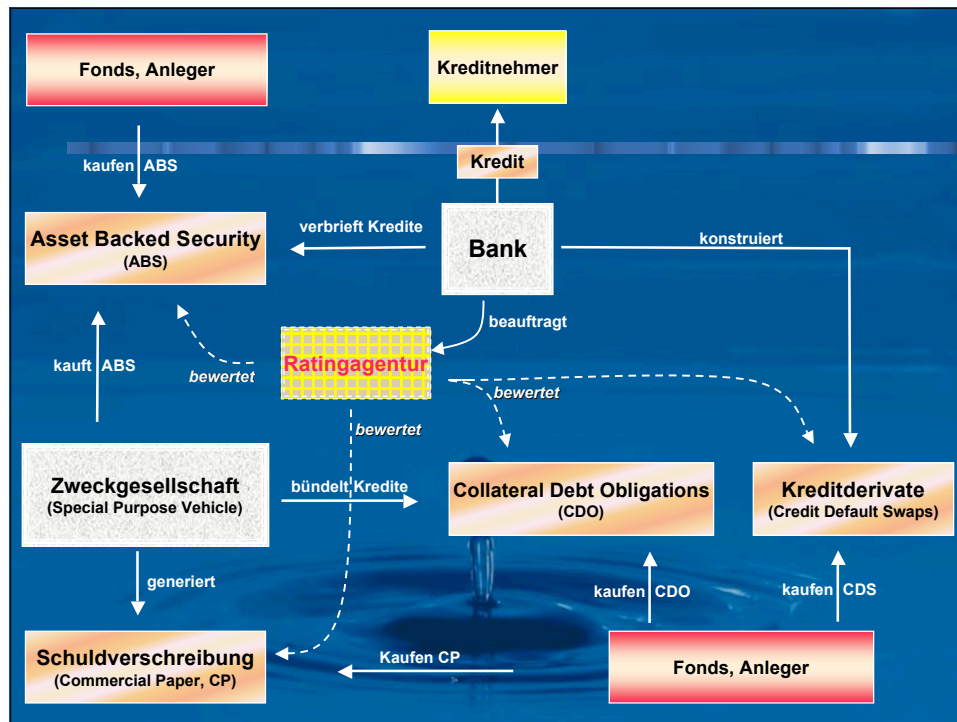 Fonds, Anleger
Kreditnehmer
kaufen ABS
Kredit
Asset Backed Security
(ABS)
verbrieft Kredite
Bank
konstruiert
beauftragt
kauft ABS
bewertet
Ratingagentur
bewertet
bewertet
Zweckgesellschaft
(Special Purpose Vehicle)
bündelt Kredite
Collateral Debt Obligations
(CDO)
Kreditderivate
(Credit Default Swaps)
generiert
kaufen CDO
kaufen CDS
Schuldverschreibung
(Commercial Paper, CP)
Kaufen CP
Fonds, Anleger